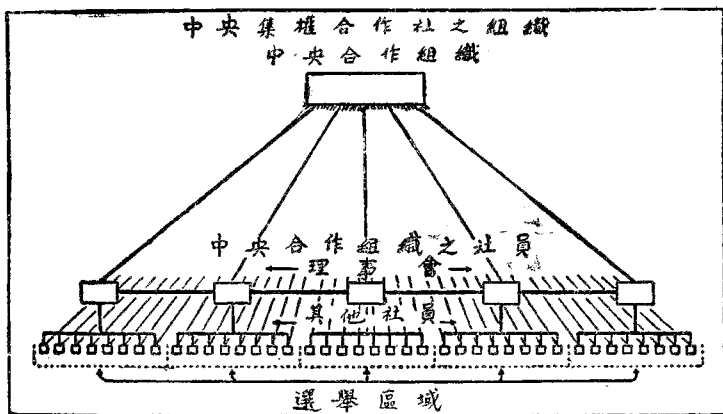 中央集權合作社之組織
中央合作組織
中央合作組織之社員
理事會
其他社員
選舉區域